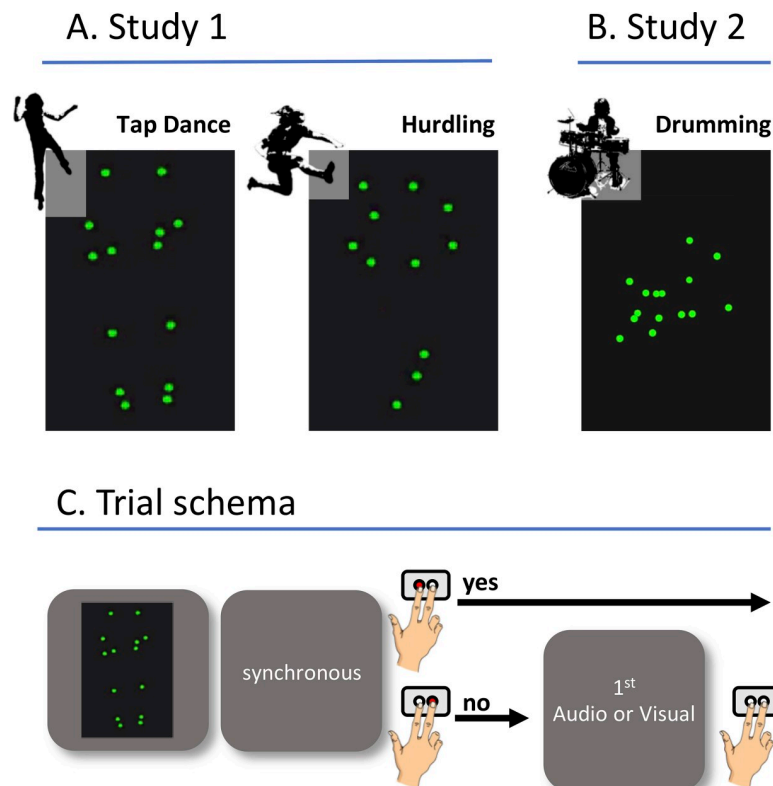 A. Study 1
B. Study 2
Tap Dance
Hurdling
Drumming
C. Trial schema
yes
synchronous
no
1st
Audio or Visual